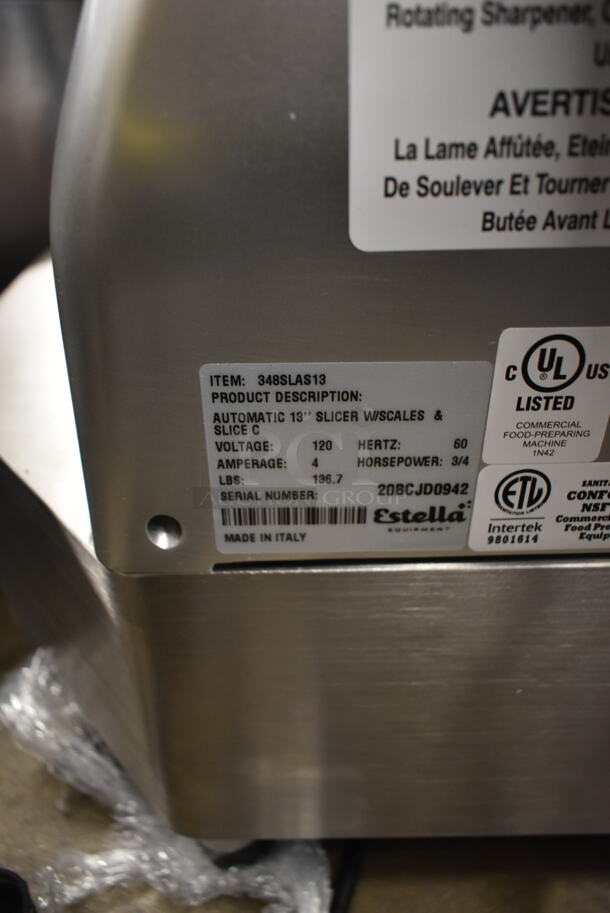 Rotating Sharpener,
AVERTIS
La Lame Affûtée, Etein
De Soulever Et Tourner
Butée Avant L
ITEM: 348SLAS13
PRODUCT DESCRIPTION:
AUTOMATIC 13'' SLICER W/SCALES &
SLICE C
VOLTAGE: 120 HERTZ: 60
AMPERAGE: 4 HORSEPOWER: 3/4
LBS: 136.7
SERIAL NUMBER: 20BCJD0942
Estella
EQUIPMENT
MADE IN ITALY
C UL US
LISTED
COMMERCIAL
FOOD-PREPARING
MACHINE
1N42
ETL
Intertek
9801614
SANIT
CONFO
NSF
Commerc
Food Pre
Equip